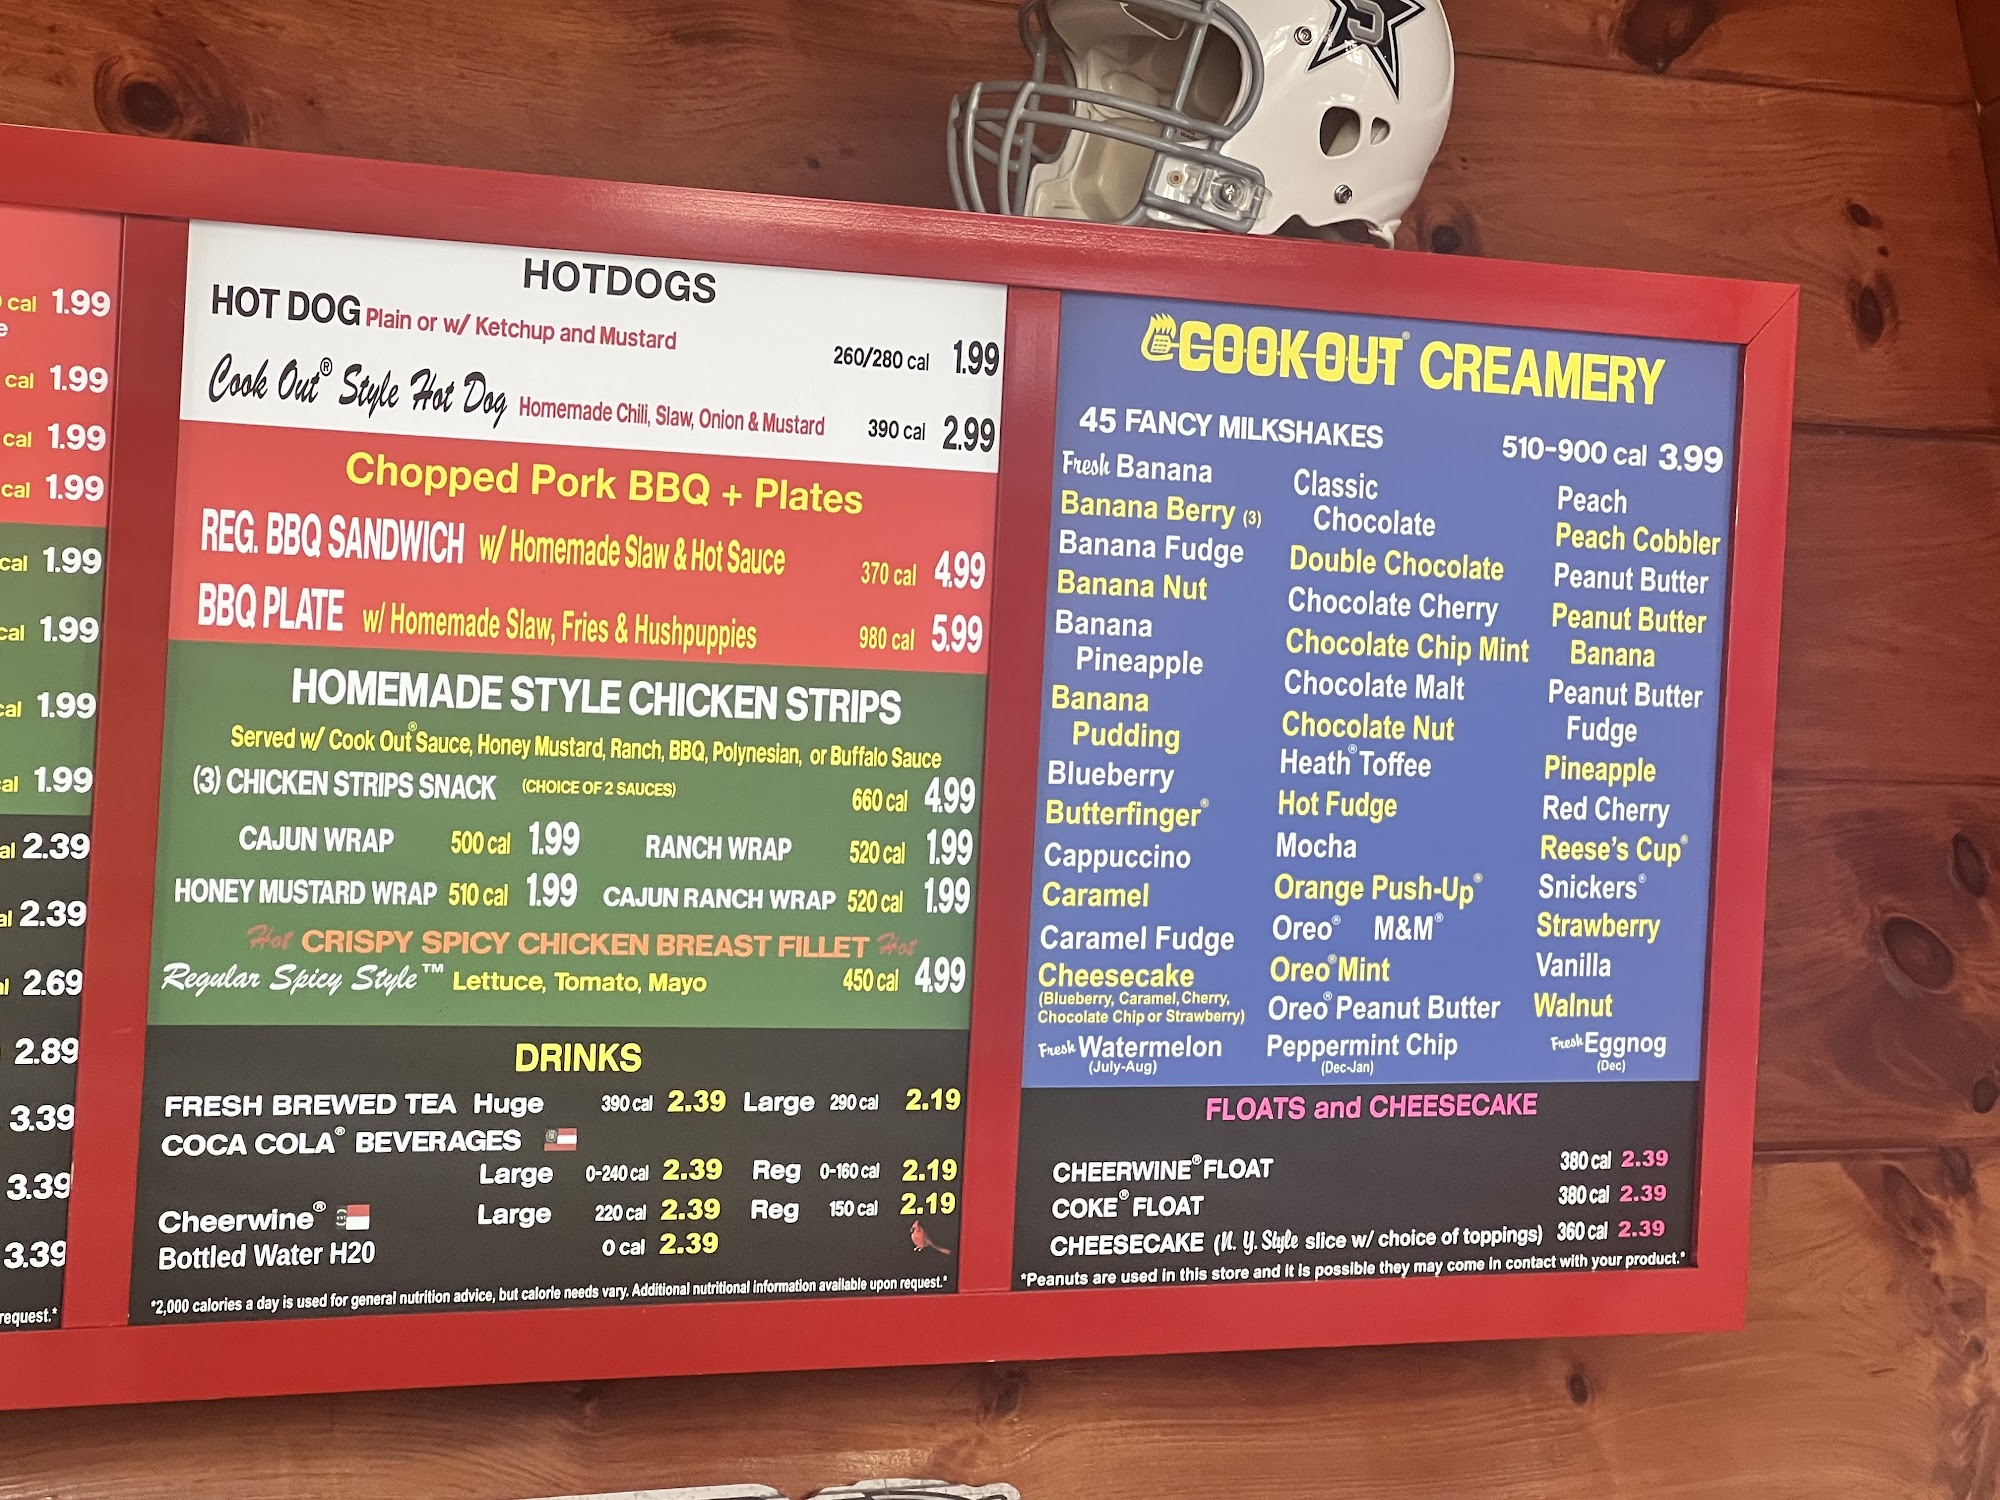 cal 1.99
e
cal 1.99
cal 1.99
cal 1.99
cal 1.99
cal 1.99
cal 1.99
cal 1.99
al 2.39
al 2.39
2.69
2.89
3.39
3.39
3.39
request.*
HOTDOGS
HOT DOG Plain or w/ Ketchup and Mustard 260/280 cal 1.99
Cook Out® Style Hot Dog Homemade Chili, Slaw, Onion & Mustard 390 cal 2.99
Chopped Pork BBQ + Plates
REG. BBQ SANDWICH w/ Homemade Slaw & Hot Sauce 370 cal 4.99
BBQ PLATE w/ Homemade Slaw, Fries & Hushpuppies 980 cal 5.99
HOMEMADE STYLE CHICKEN STRIPS
Served w/ Cook Out® Sauce, Honey Mustard, Ranch, BBQ, Polynesian, or Buffalo Sauce
(3) CHICKEN STRIPS SNACK (CHOICE OF 2 SAUCES) 660 cal 4.99
CAJUN WRAP 500 cal 1.99 RANCH WRAP 520 cal 1.99
HONEY MUSTARD WRAP 510 cal 1.99 CAJUN RANCH WRAP 520 cal 1.99
Hot CRISPY SPICY CHICKEN BREAST FILLET Hot
Regular Spicy Style™ Lettuce, Tomato, Mayo 450 cal 4.99
DRINKS
FRESH BREWED TEA Huge 390 cal 2.39 Large 290 cal 2.19
COCA COLA® BEVERAGES
Large 0-240 cal 2.39 Reg 0-160 cal 2.19
Cheerwine® Large 220 cal 2.39 Reg 150 cal 2.19
Bottled Water H20 0 cal 2.39
*2,000 calories a day is used for general nutrition advice, but calorie needs vary. Additional nutritional information available upon request.*
COOK-OUT® CREAMERY
45 FANCY MILKSHAKES 510-900 cal 3.99
Fresh Banana
Banana Berry (3)
Banana Fudge
Banana Nut
Banana
Pineapple
Banana
Pudding
Blueberry
Butterfinger®
Cappuccino
Caramel
Caramel Fudge
Cheesecake
(Blueberry, Caramel, Cherry,
Chocolate Chip or Strawberry)
Fresh Watermelon
(July-Aug)
Classic
Chocolate
Double Chocolate
Chocolate Cherry
Chocolate Chip Mint
Chocolate Malt
Chocolate Nut
Heath® Toffee
Hot Fudge
Mocha
Orange Push-Up®
Oreo® M&M®
Oreo® Mint
Oreo® Peanut Butter
Peppermint Chip
(Dec-Jan)
Peach
Peach Cobbler
Peanut Butter
Peanut Butter
Banana
Peanut Butter
Fudge
Pineapple
Red Cherry
Reese's Cup®
Snickers®
Strawberry
Vanilla
Walnut
Fresh Eggnog
(Dec)
FLOATS and CHEESECAKE
CHEERWINE® FLOAT 380 cal 2.39
COKE® FLOAT 380 cal 2.39
CHEESECAKE (N.Y. Style slice w/ choice of toppings) 360 cal 2.39
*Peanuts are used in this store and it is possible they may come in contact with your product.*